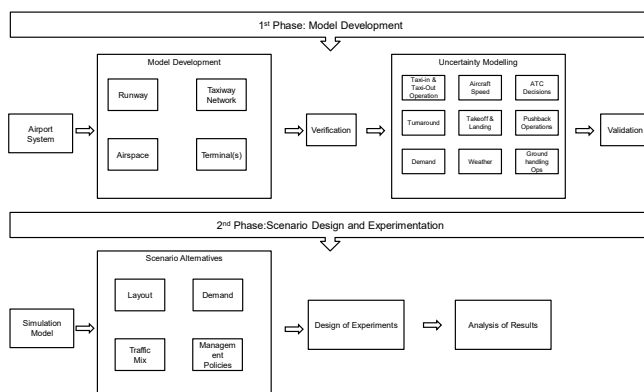 1st Phase: Model Development
Model Development
Uncertainty Modelling
Airport
System
Runway
Taxiway
Network
Airspace
Terminal(s)
Verification
Taxi-in &
Taxi-Out
Operation
Aircraft
Speed
ATC
Decisions
Turnaround
Takeoff &
Landing
Pushback
Operations
Demand
Weather
Ground
handling
Ops
Validation
2nd Phase:Scenario Design and Experimentation
Scenario Alternatives
Simulation
Model
Layout
Demand
Traffic
Mix
Managem
ent
Policies
Design of Experiments
Analysis of Results